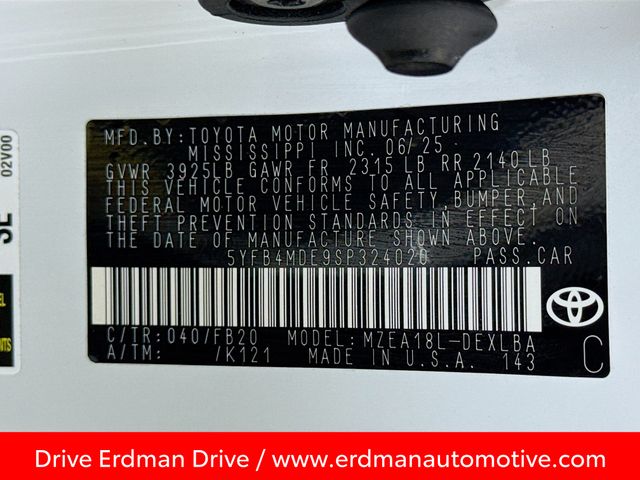 MFD. BY: TOYOTA MOTOR MANUFACTURING
MISSISSIPPI INC. 06/25
GVWR 3925LB GAWR FR 2315 LB RR 2140 LB
THIS VEHICLE CONFORMS TO ALL APPLICABLE
FEDERAL MOTOR VEHICLE SAFETY, BUMPER, AND
THEFT PREVENTION STANDARDS IN EFFECT ON
THE DATE OF MANUFACTURE SHOWN ABOVE.
5YFB4MDE9SP324020 PASS. CAR
C/TR: 040/FB20 MODEL: MZEA18L-DEXLBA
A/TM: /K121 MADE IN U.S.A. 143
C
TOYOTA
02V00
Drive Erdman Drive / www.erdmanautomotive.com